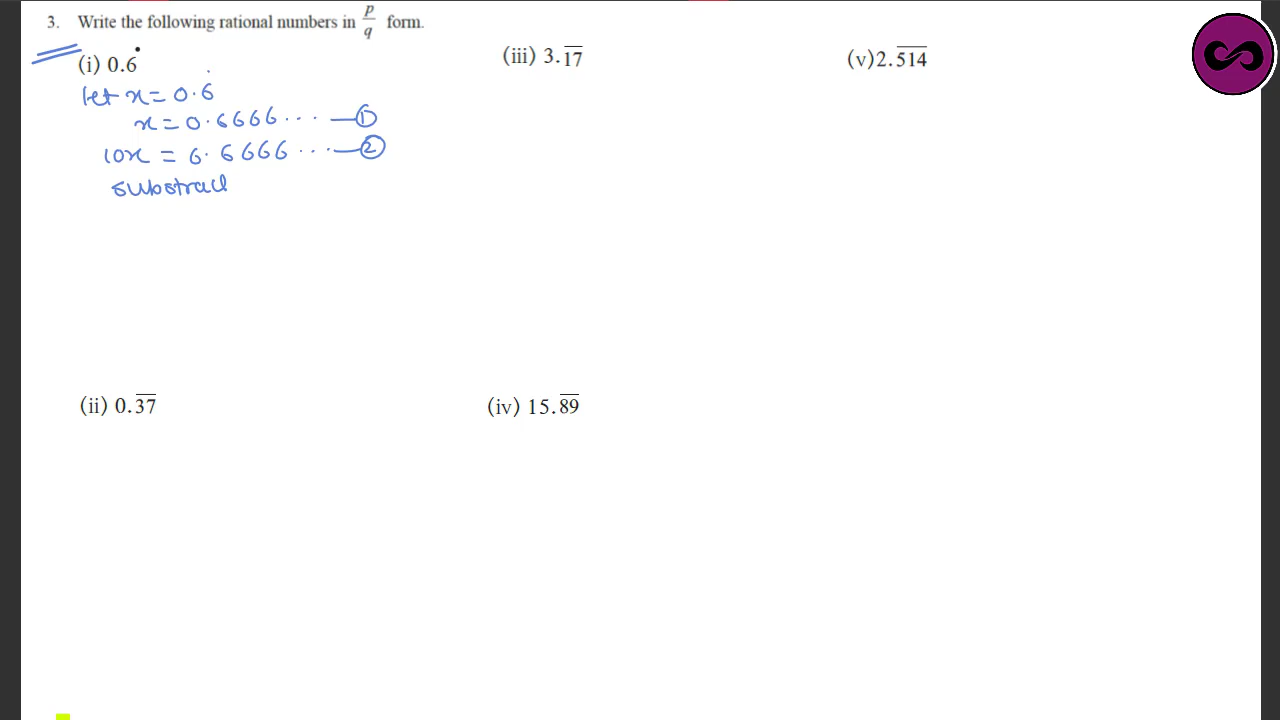 3. Write the following rational numbers in p/q form.
(i) 0.6̇
let x = 0.6̇
x = 0.6666... —①
10x = 6.6666... —②
substract
(ii) 0.3̅7̅
(iii) 3.1̅7̅
(iv) 15.8̅9̅
(v)2.5̅1̅4̅